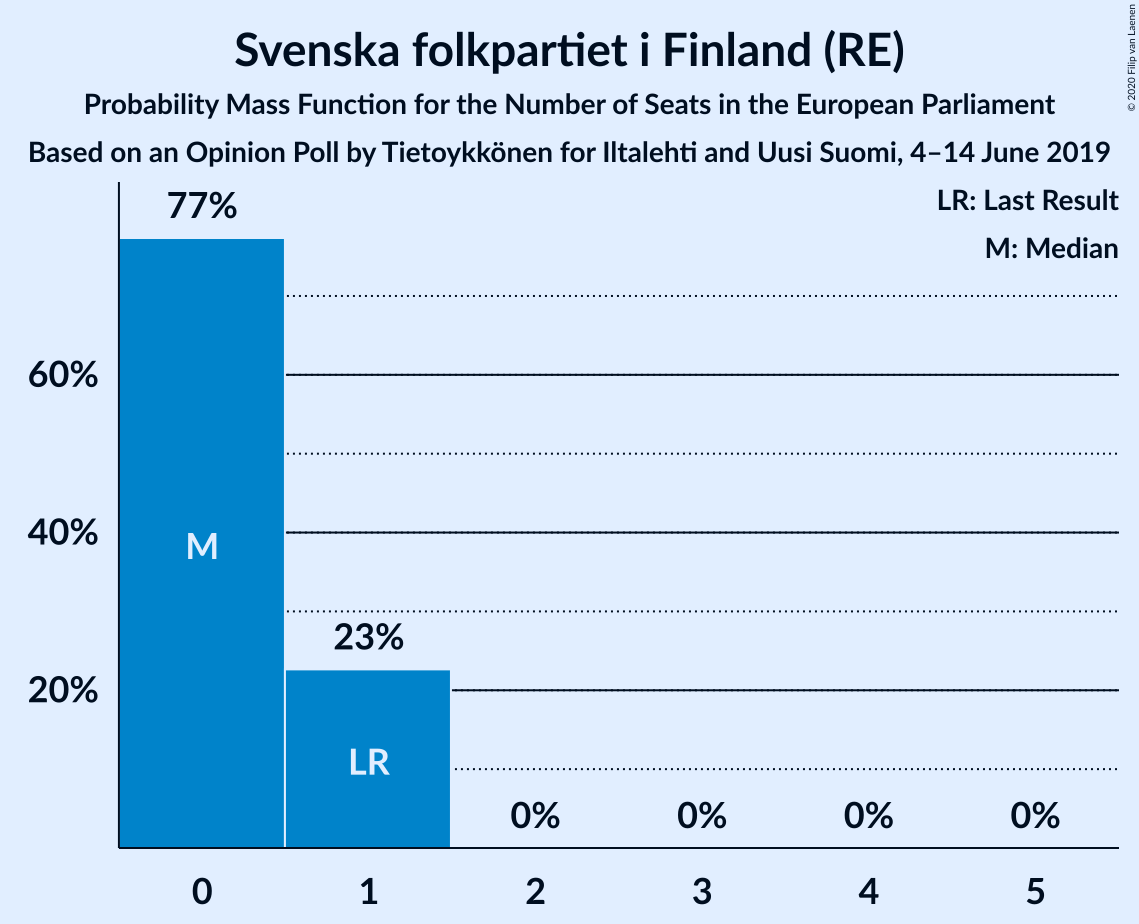 Svenska folkpartiet i Finland (RE)
Probability Mass Function for the Number of Seats in the European Parliament
Based on an Opinion Poll by Tietoykkönen for Iltalehti and Uusi Suomi, 4–14 June 2019
© 2020 Filip van Laenen
LR: Last Result
M: Median
77%
60%
40%
M
23%
20%
LR
0% 0% 0% 0%
0 1 2 3 4 5